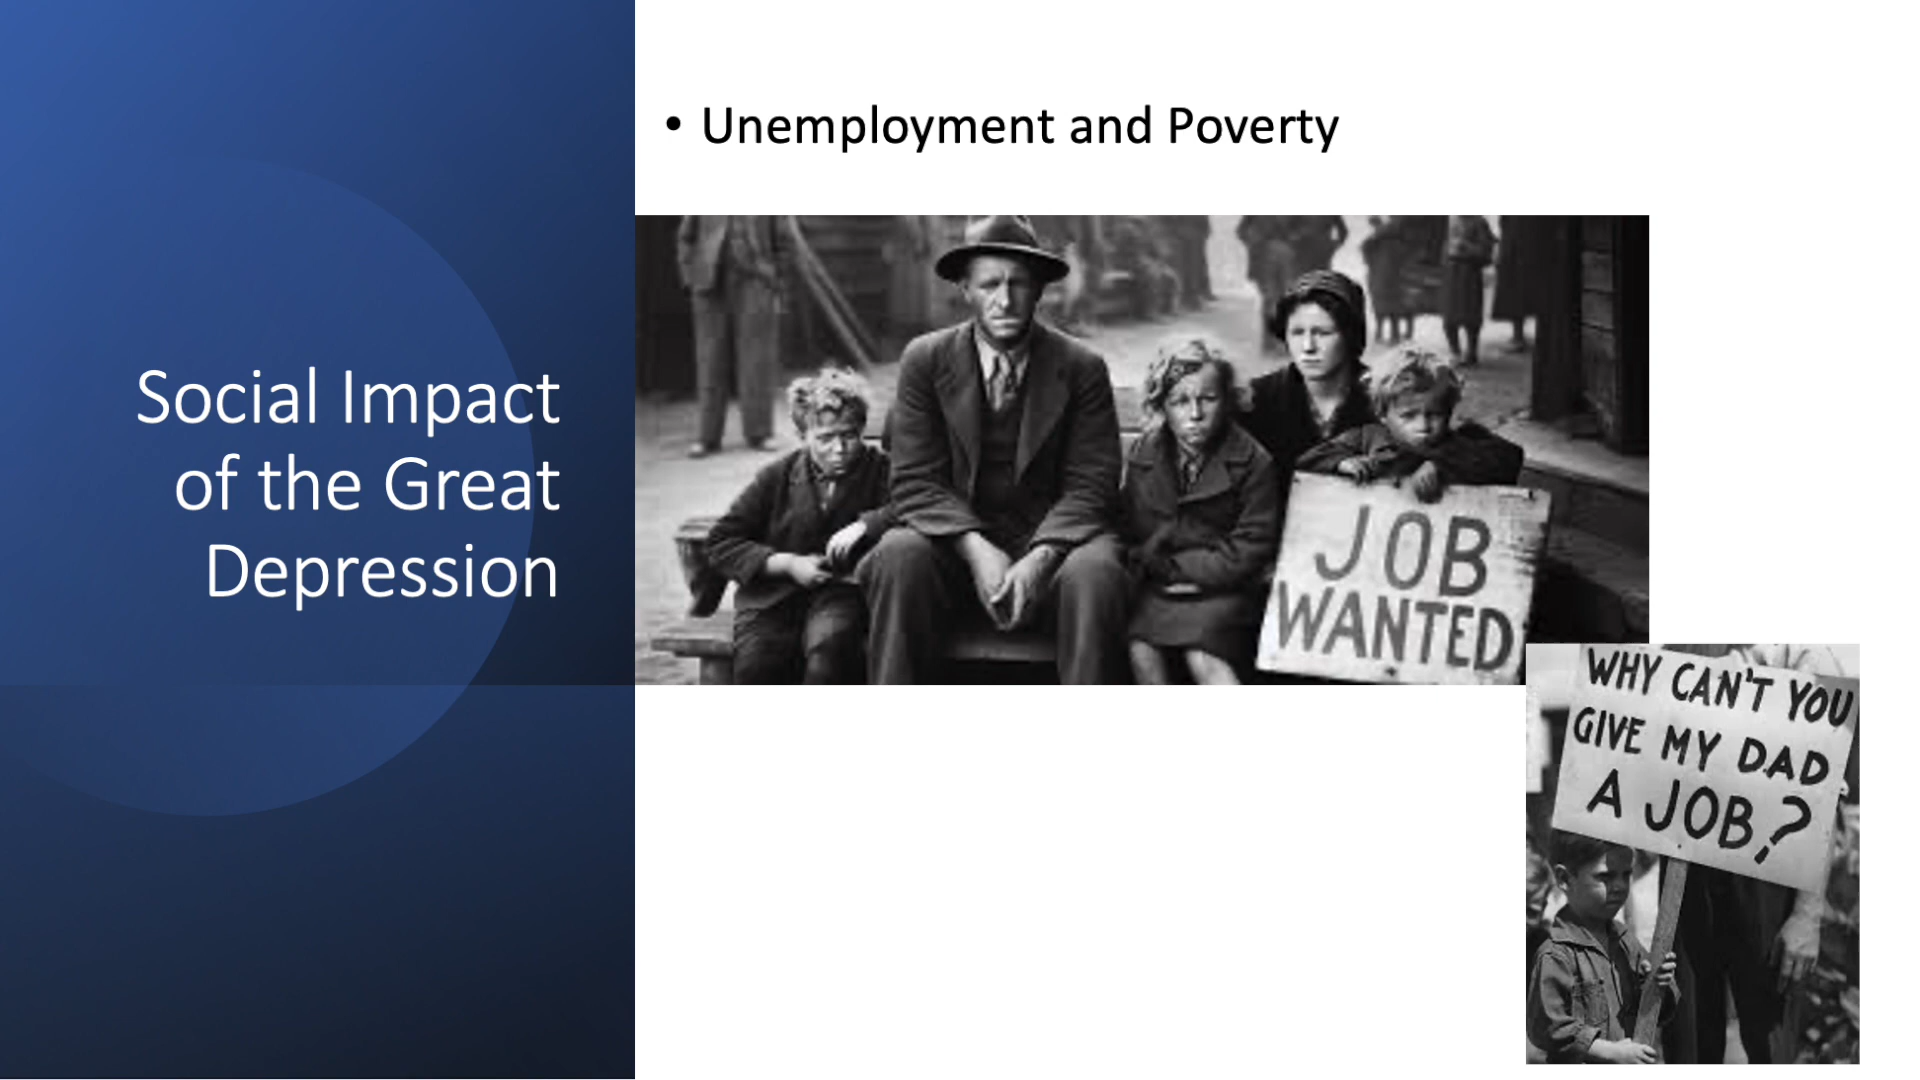 Social Impact
of the Great
Depression
• Unemployment and Poverty
JOB
WANTED
WHY CAN'T YOU
GIVE MY DAD
A JOB?